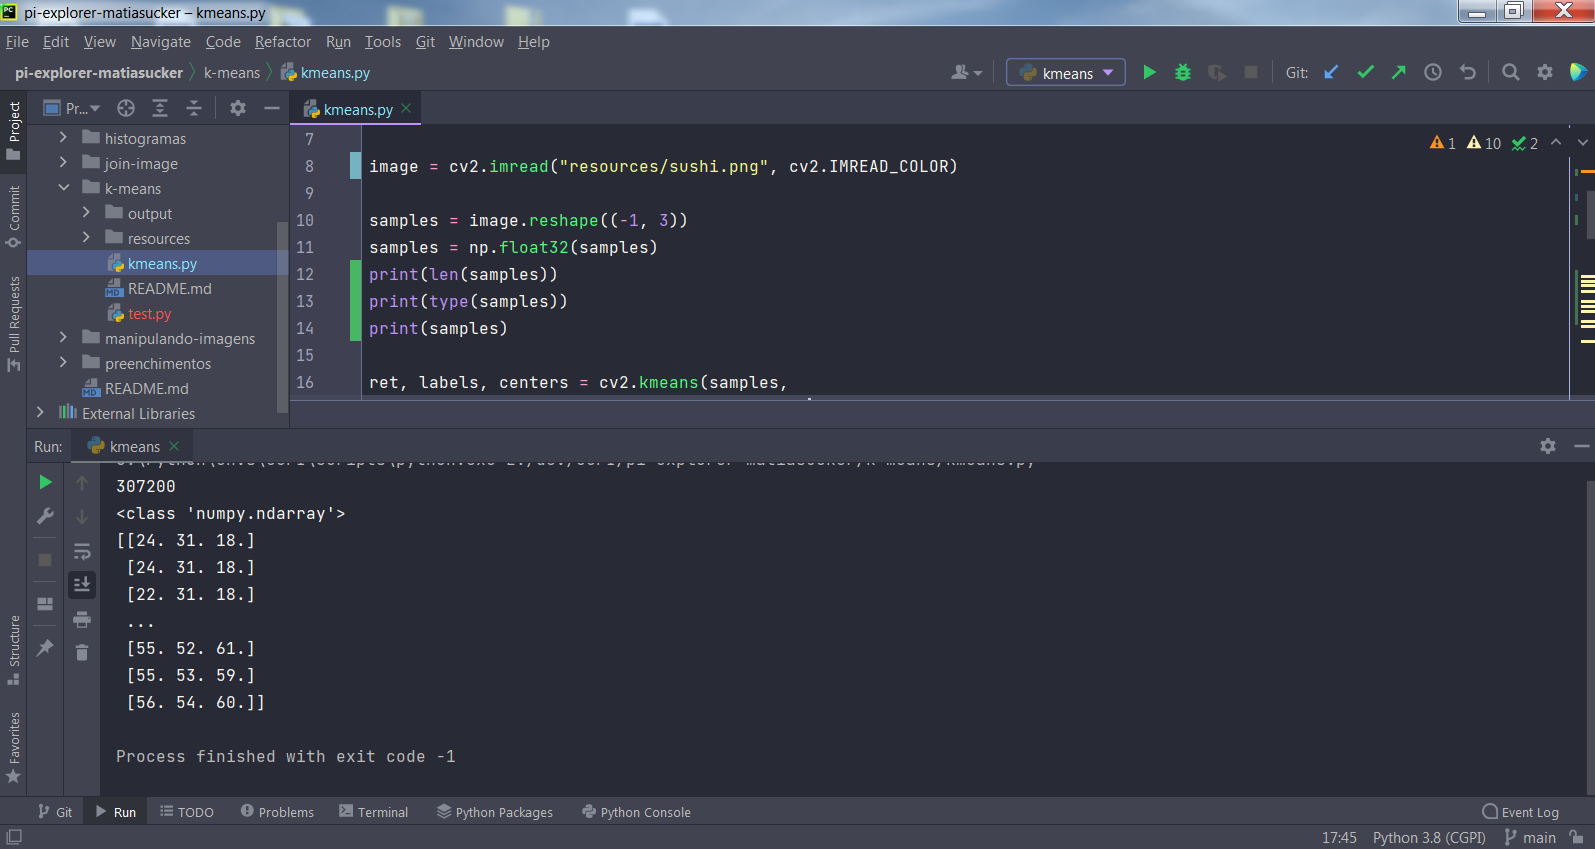 pi-explorer-matiasucker – kmeans.py
File Edit View Navigate Code Refactor Run Tools Git Window Help
pi-explorer-matiasucker k-means kmeans.py
kmeans
Git:
Project
Commit
Pull Requests
Structure
Favorites
Pr...
histogramas
join-image
k-means
output
resources
kmeans.py
README.md
test.py
manipulando-imagens
preenchimentos
README.md
External Libraries
kmeans.py
1 10 2
7
8 image = cv2.imread("resources/sushi.png", cv2.IMREAD_COLOR)
9
10 samples = image.reshape((-1, 3))
11 samples = np.float32(samples)
12 print(len(samples))
13 print(type(samples))
14 print(samples)
15
16 ret, labels, centers = cv2.kmeans(samples,
Run: kmeans
307200
<class 'numpy.ndarray'>
[[24. 31. 18.]
[24. 31. 18.]
[22. 31. 18.]
...
[55. 52. 61.]
[55. 53. 59.]
[56. 54. 60.]]
Process finished with exit code -1
Git Run TODO Problems Terminal Python Packages Python Console Event Log
17:45 Python 3.8 (CGPI) main